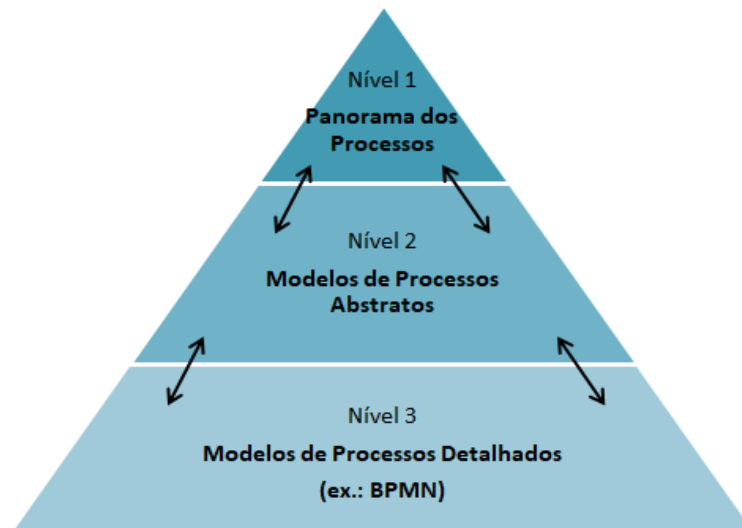 Nível 1
Panorama dos
Processos
Nível 2
Modelos de Processos
Abstratos
Nível 3
Modelos de Processos Detalhados
(ex.: BPMN)